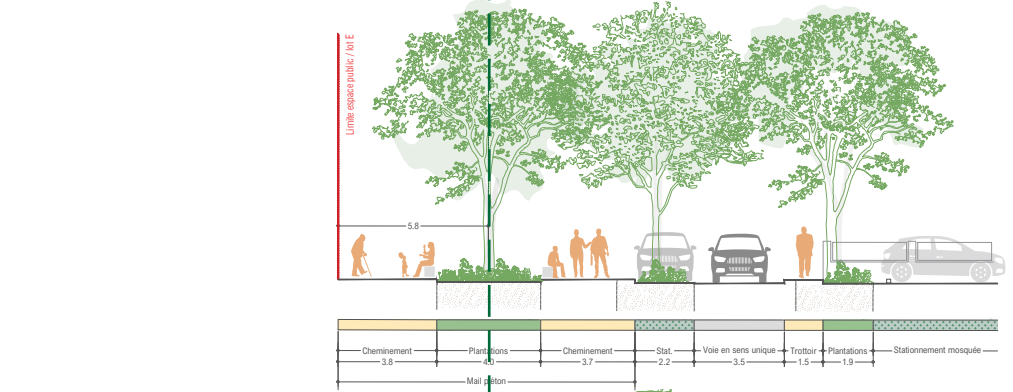 Limite espace public / lot E
5.8
Cheminement
Plantations
Cheminement
Stat.
Voie en sens unique
Trottoir
Plantations
Stationnement mosquée
3.8
4.0
3.7
2.2
3.5
1.5
1.9
Mail piéton